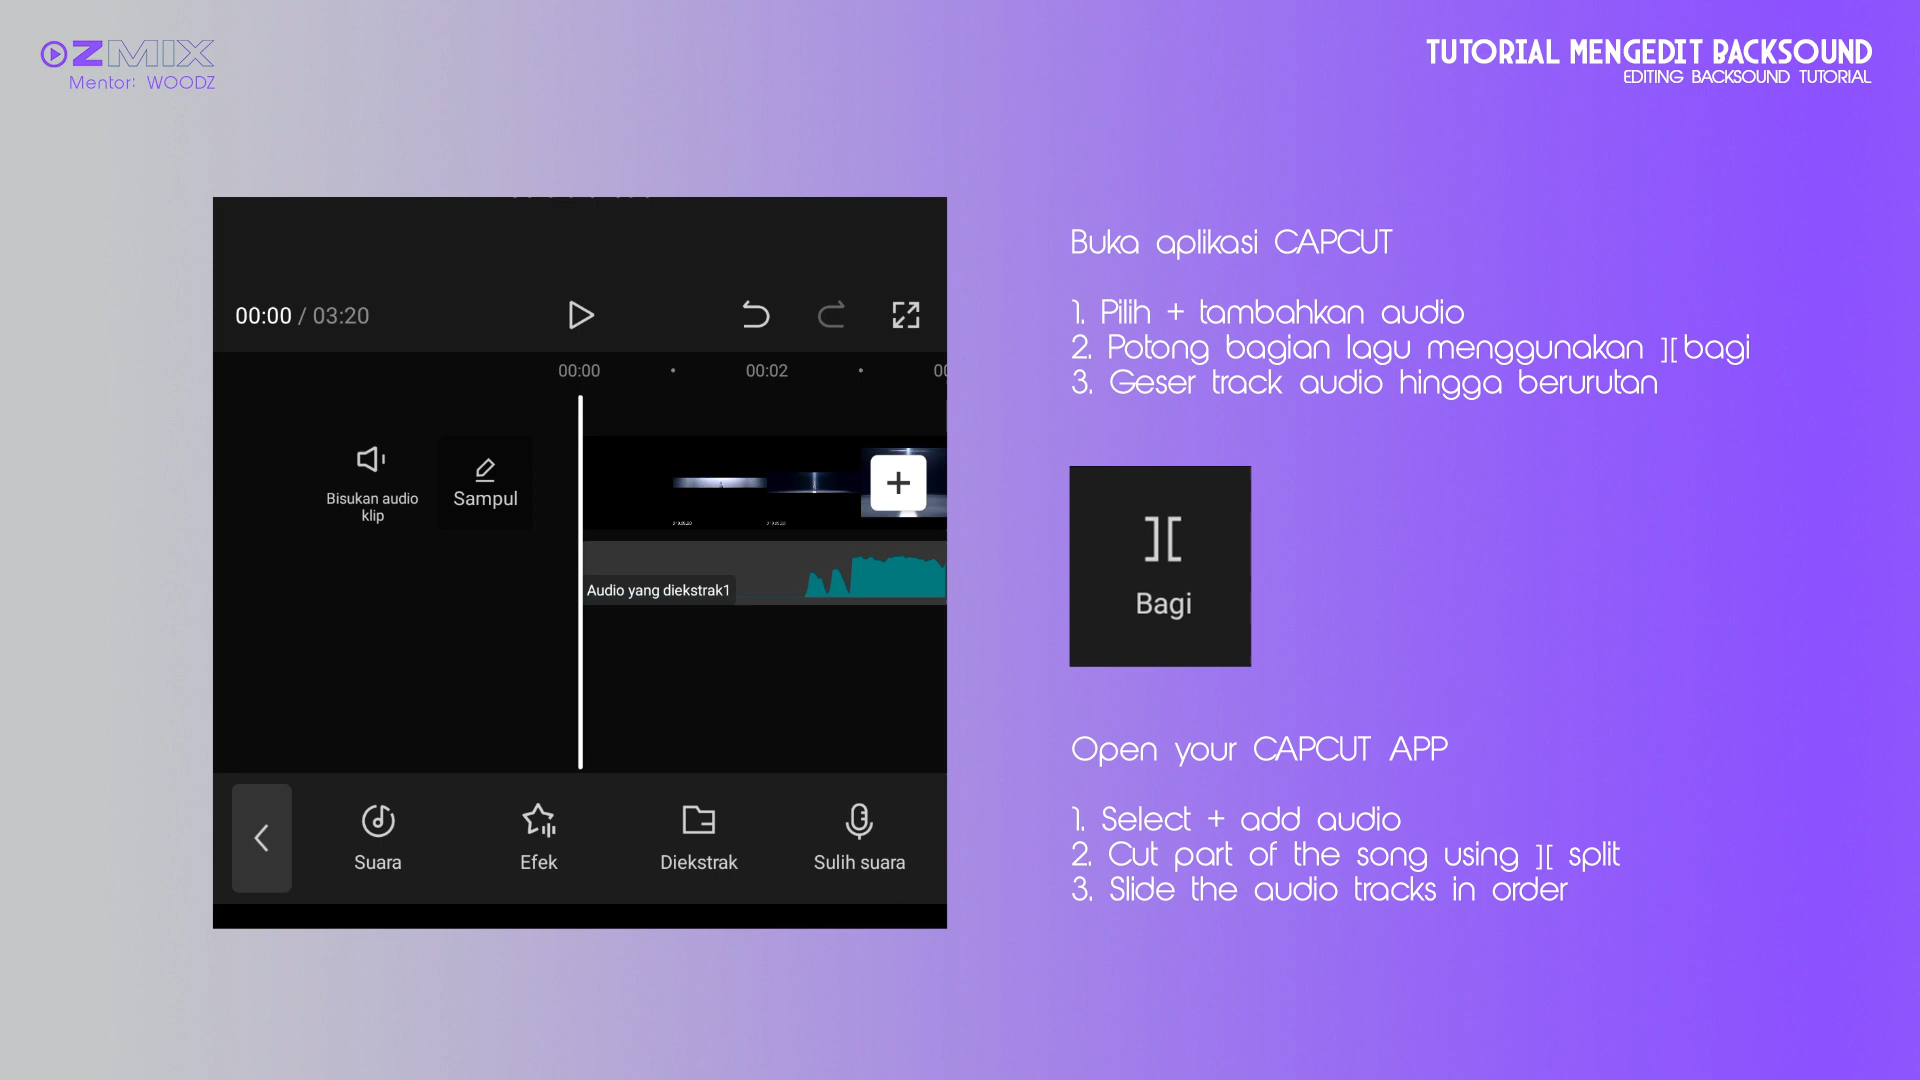 OZMIX
Mentor: WOODZ
TUTORIAL MENGEDIT BACKSOUND
EDITING BACKSOUND TUTORIAL
00:00 / 03:20
00:00 • 00:02 • 00
Bisukan audio
klip
Sampul
+
Audio yang diekstrak1
Suara
Efek
Diekstrak
Sulih suara
Buka aplikasi CAPCUT
1. Pilih + tambahkan audio
2. Potong bagian lagu menggunakan ][ bagi
3. Geser track audio hingga berurutan
][
Bagi
Open your CAPCUT APP
1. Select + add audio
2. Cut part of the song using ][ split
3. Slide the audio tracks in order